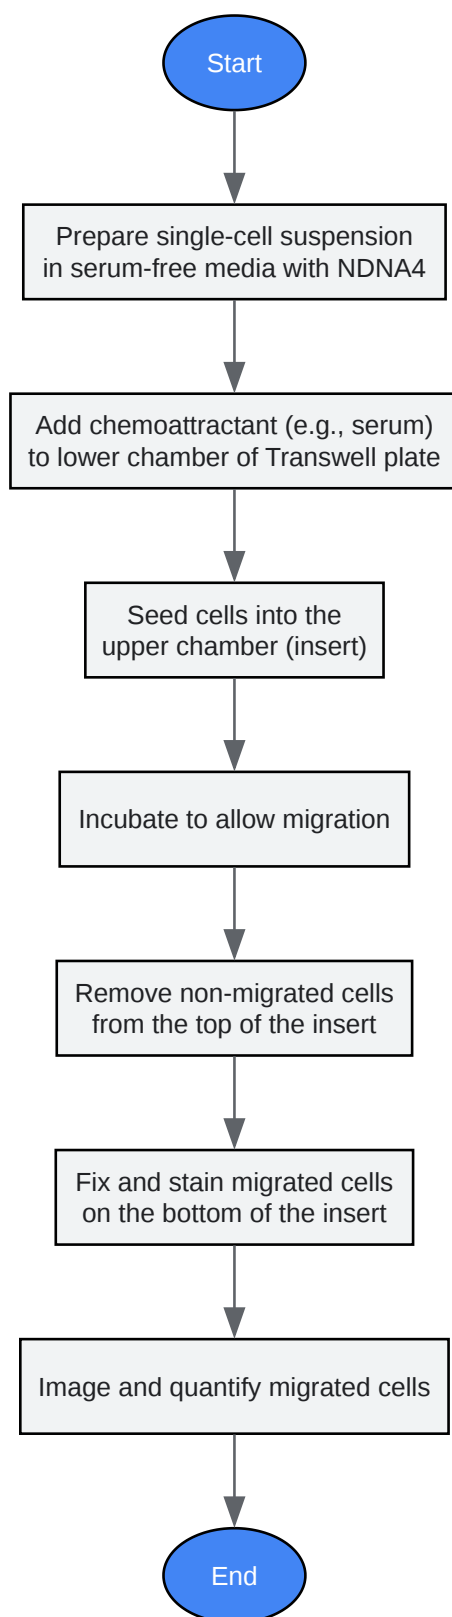 Start
Prepare single-cell suspension
in serum-free media with NDNA4
Add chemoattractant (e.g., serum)
to lower chamber of Transwell plate
Seed cells into the
upper chamber (insert)
Incubate to allow migration
Remove non-migrated cells
from the top of the insert
Fix and stain migrated cells
on the bottom of the insert
Image and quantify migrated cells
End